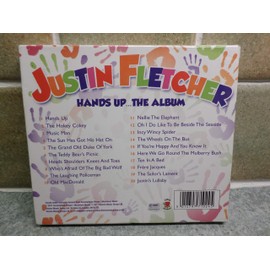 JUSTIN FLETCHER
HANDS UP THE ALBUM
Hands Up
The Hokey Cokey
Music Man
The Sun Has Got His Hat On
The Grand Old Duke Of York
The Teddy Bear's Picnic
Heads Shoulders Knees And Toes
Who's Afraid Of The Big Bad Wolf
The Laughing Policeman
Old MacDonald
Nellie The Elephant
Oh I Do Like To Be Beside The Seaside
Incy Wincy Spider
The Wheels On The Bus
If You're Happy And You Know It
Here We Go Round The Mulberry Bush
Ten In A Bed
Frère Jacques
The Sailor's Lament
Justin's Lullaby